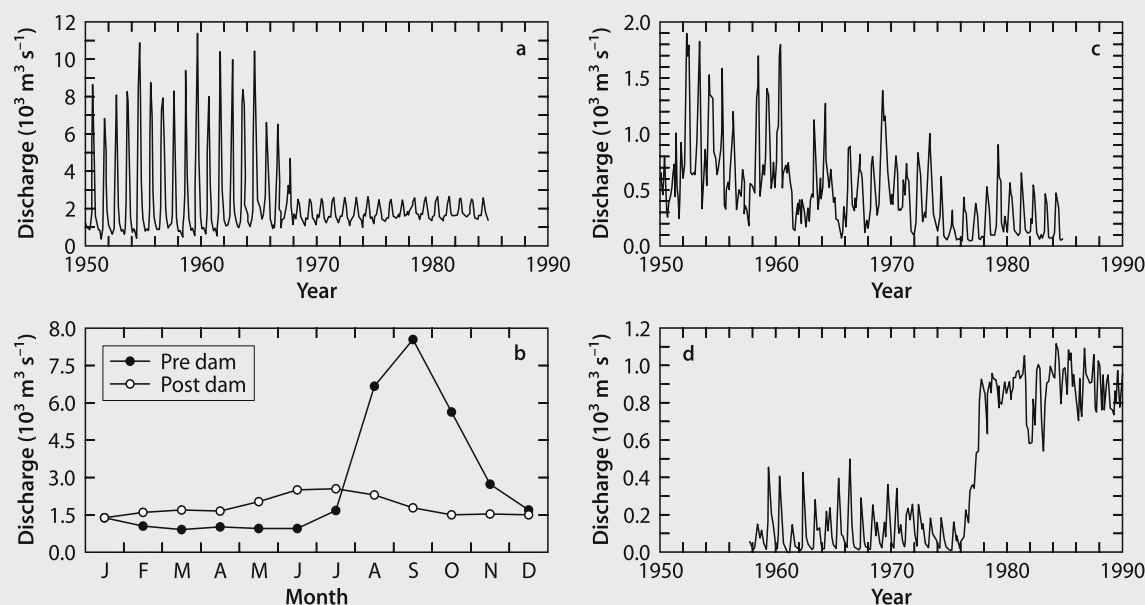 Discharge (10³ m³ s⁻¹)
12
10
8
6
4
2
0
a
1950 1960 1970 1980 1990
Year
Discharge (10³ m³ s⁻¹)
2.0
1.5
1.0
0.5
0.0
c
1950 1960 1970 1980 1990
Year
Discharge (10³ m³ s⁻¹)
8.0
7.5
6.0
4.5
3.0
1.5
0.0
b
Pre dam
Post dam
J F M A M J J A S O N D
Month
Discharge (10³ m³ s⁻¹)
1.2
1.0
0.8
0.6
0.4
0.2
0.0
d
1950 1960 1970 1980 1990
Year